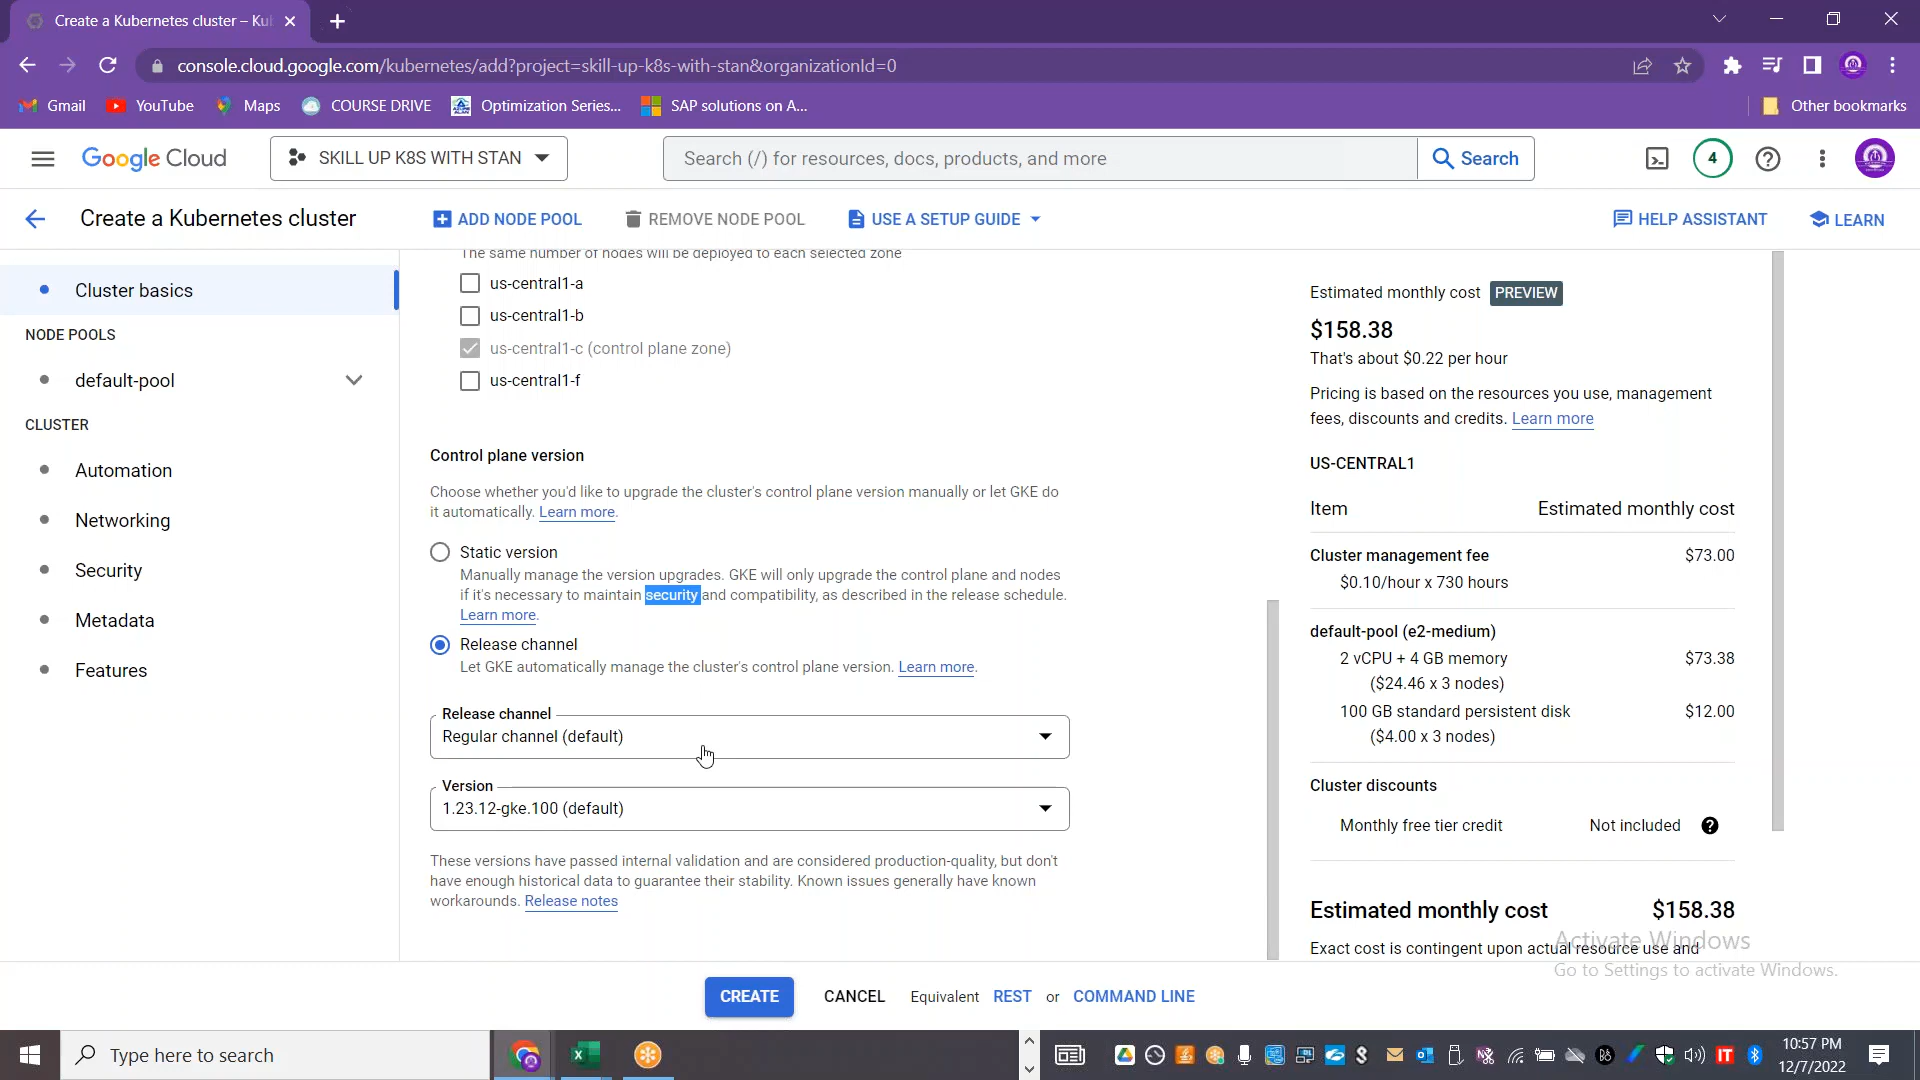 Create a Kubernetes cluster – Ku
console.cloud.google.com/kubernetes/add?project=skill-up-k8s-with-stan&organizationId=0
Gmail
YouTube
Maps
COURSE DRIVE
Optimization Series...
SAP solutions on A...
Other bookmarks
Google Cloud
SKILL UP K8S WITH STAN
Search (/) for resources, docs, products, and more
Search
4
Create a Kubernetes cluster
ADD NODE POOL
REMOVE NODE POOL
USE A SETUP GUIDE
HELP ASSISTANT
LEARN
Cluster basics
NODE POOLS
default-pool
CLUSTER
Automation
Networking
Security
Metadata
Features
The same number of nodes will be deployed to each selected zone
us-central1-a
us-central1-b
us-central1-c (control plane zone)
us-central1-f
Control plane version
Choose whether you'd like to upgrade the cluster's control plane version manually or let GKE do
it automatically. Learn more.
Static version
Manually manage the version upgrades. GKE will only upgrade the control plane and nodes
if it's necessary to maintain security and compatibility, as described in the release schedule.
Learn more.
Release channel
Let GKE automatically manage the cluster's control plane version. Learn more.
Release channel
Regular channel (default)
Version
1.23.12-gke.100 (default)
These versions have passed internal validation and are considered production-quality, but don't
have enough historical data to guarantee their stability. Known issues generally have known
workarounds. Release notes
Estimated monthly cost PREVIEW
$158.38
That's about $0.22 per hour
Pricing is based on the resources you use, management
fees, discounts and credits. Learn more
US-CENTRAL1
Item Estimated monthly cost
Cluster management fee $73.00
$0.10/hour x 730 hours
default-pool (e2-medium)
2 vCPU + 4 GB memory $73.38
($24.46 x 3 nodes)
100 GB standard persistent disk $12.00
($4.00 x 3 nodes)
Cluster discounts
Monthly free tier credit Not included
Estimated monthly cost $158.38
Exact cost is contingent upon actual resource use and
Activate Windows
Go to Settings to activate Windows.
CREATE
CANCEL
Equivalent REST or COMMAND LINE
Type here to search
10:57 PM
12/7/2022